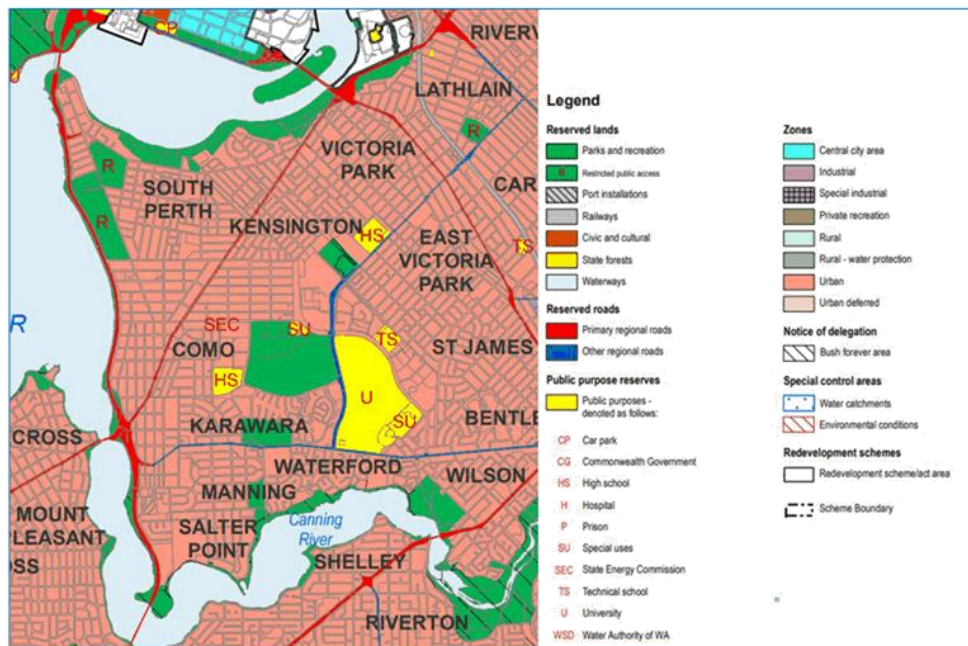 CP
RIVERV
LATHLAIN
U
R
VICTORIA
PARK
R
SOUTH
PERTH
CAR
R
KENSINGTON
HS
EAST
VICTORIA
PARK
TS
R
SEC
SU
TS
COMO
ST JAMES
HS
U
SU
KARAWARA
BENTLE
CROSS
WATERFORD
WILSON
MANNING
MOUNT
PLEASANT
SALTER
POINT
Canning
River
OSS
SHELLEY
RIVERTON
Legend
Reserved lands
Parks and recreation
R Restricted public access
Port installations
Railways
Civic and cultural
State forests
Waterways
Reserved roads
Primary regional roads
Other regional roads
Public purpose reserves
Public purposes -
denoted as follows:
CP Car park
CG Commonwealth Government
HS High school
H Hospital
P Prison
SU Special uses
SEC State Energy Commission
TS Technical school
U University
WSD Water Authority of WA
Zones
Central city area
Industrial
Special industrial
Private recreation
Rural
Rural - water protection
Urban
Urban deferred
Notice of delegation
Bush forever area
Special control areas
Water catchments
Environmental conditions
Redevelopment schemes
Redevelopment scheme/act area
Scheme Boundary